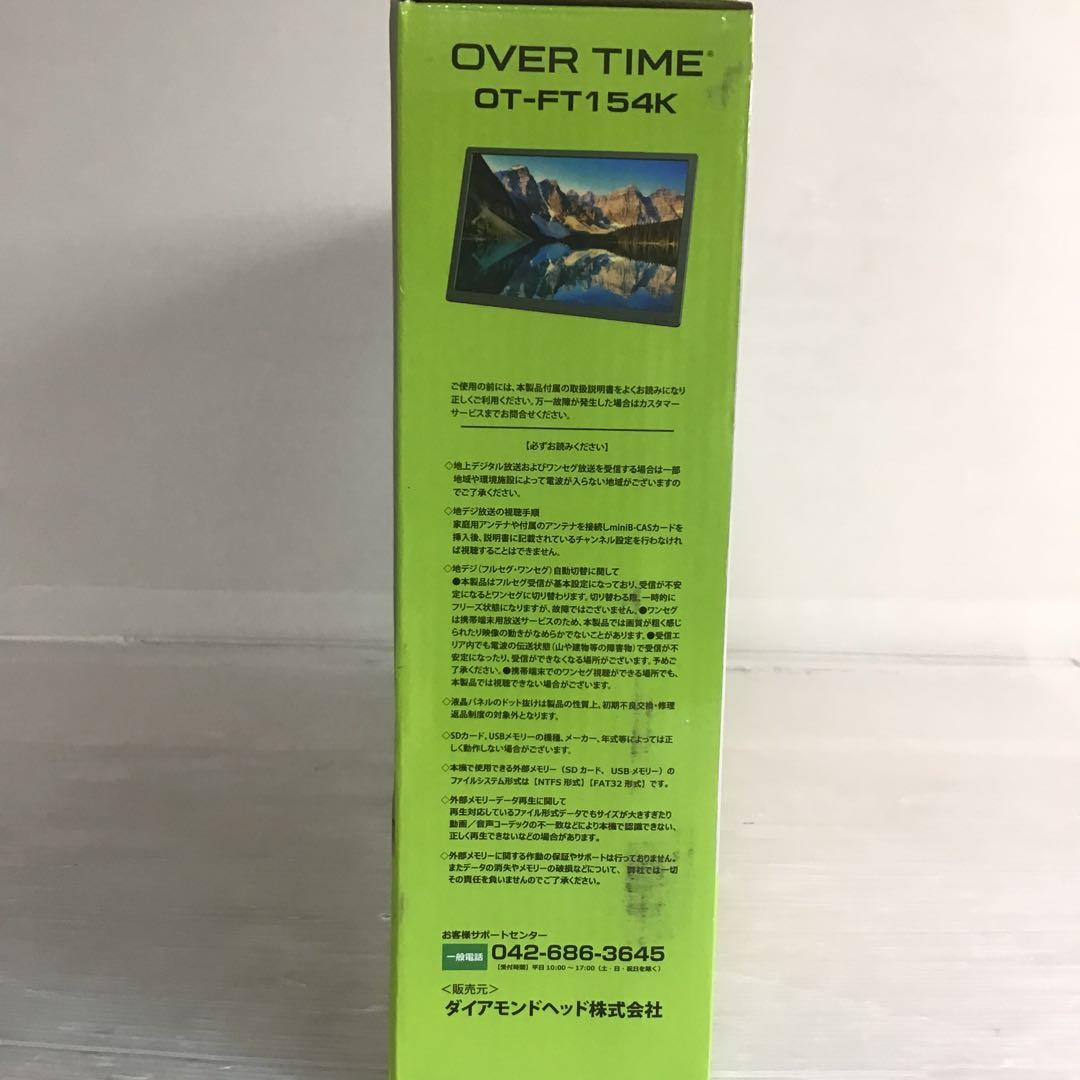 OVER TIME®
OT-FT154K
ご使用の前には、本製品付属の取扱説明書をよくお読みになり
正しくご利用ください。万一故障が発生した場合はカスタマー
サービスまでお問合せください。
【必ずお読みください】
◇地上デジタル放送およびワンセグ放送を受信する場合は一部
地域や環境施設によって電波が入らない地域がございますの
でご了承ください。
◇地デジ放送の視聴手順
家庭用アンテナや付属のアンテナを接続しminiB-CASカードを
挿入後、説明書に記載されているチャンネル設定を行わなけれ
ば視聴することはできません。
◇地デジ（フルセグ・ワンセグ）自動切替に関して
●本製品はフルセグ受信が基本設定になっており、受信が不安
定になるとワンセグに切り替わります。切り替わる際、一時的に
フリーズ状態になりますが、故障ではございません。●ワンセグ
は携帯端末用放送サービスのため、本製品では画質が粗く感じ
られたり映像の動きがなめらかでないことがあります。●受信エ
リア内でも電波の伝送状態（山や建物等の障害物）で受信が不
安定になったり、受信ができなくなる場所がございます。予めご
了承ください。●携帯端末でのワンセグ視聴ができる場所でも、
本製品では視聴できない場合がございます。
◇液晶パネルのドット抜けは製品の性質上、初期不良交換・修理
返品制度の対象外となります。
◇SDカード、USBメモリーの機種、メーカー、年式等によっては正
しく動作しない場合がございます。
◇本機で使用できる外部メモリー（SDカード、USBメモリー）の
ファイルシステム形式は【NTFS形式】【FAT32形式】です。
◇外部メモリーデータ再生に関して
再生対応しているファイル形式データでもサイズが大きすぎたり
動画／音声コーデックの不一致などにより本機で認識できない、
正しく再生できないなどの場合があります。
◇外部メモリーに関する作動の保証やサポートは行っておりません。
またデータの消失やメモリーの破損などについて、弊社では一切
その責任を負いませんのでご了承ください。
お客様サポートセンター
一般電話 042-686-3645
【受付時間】平日10:00～17:00（土・日・祝日を除く）
＜販売元＞
ダイアモンドヘッド株式会社